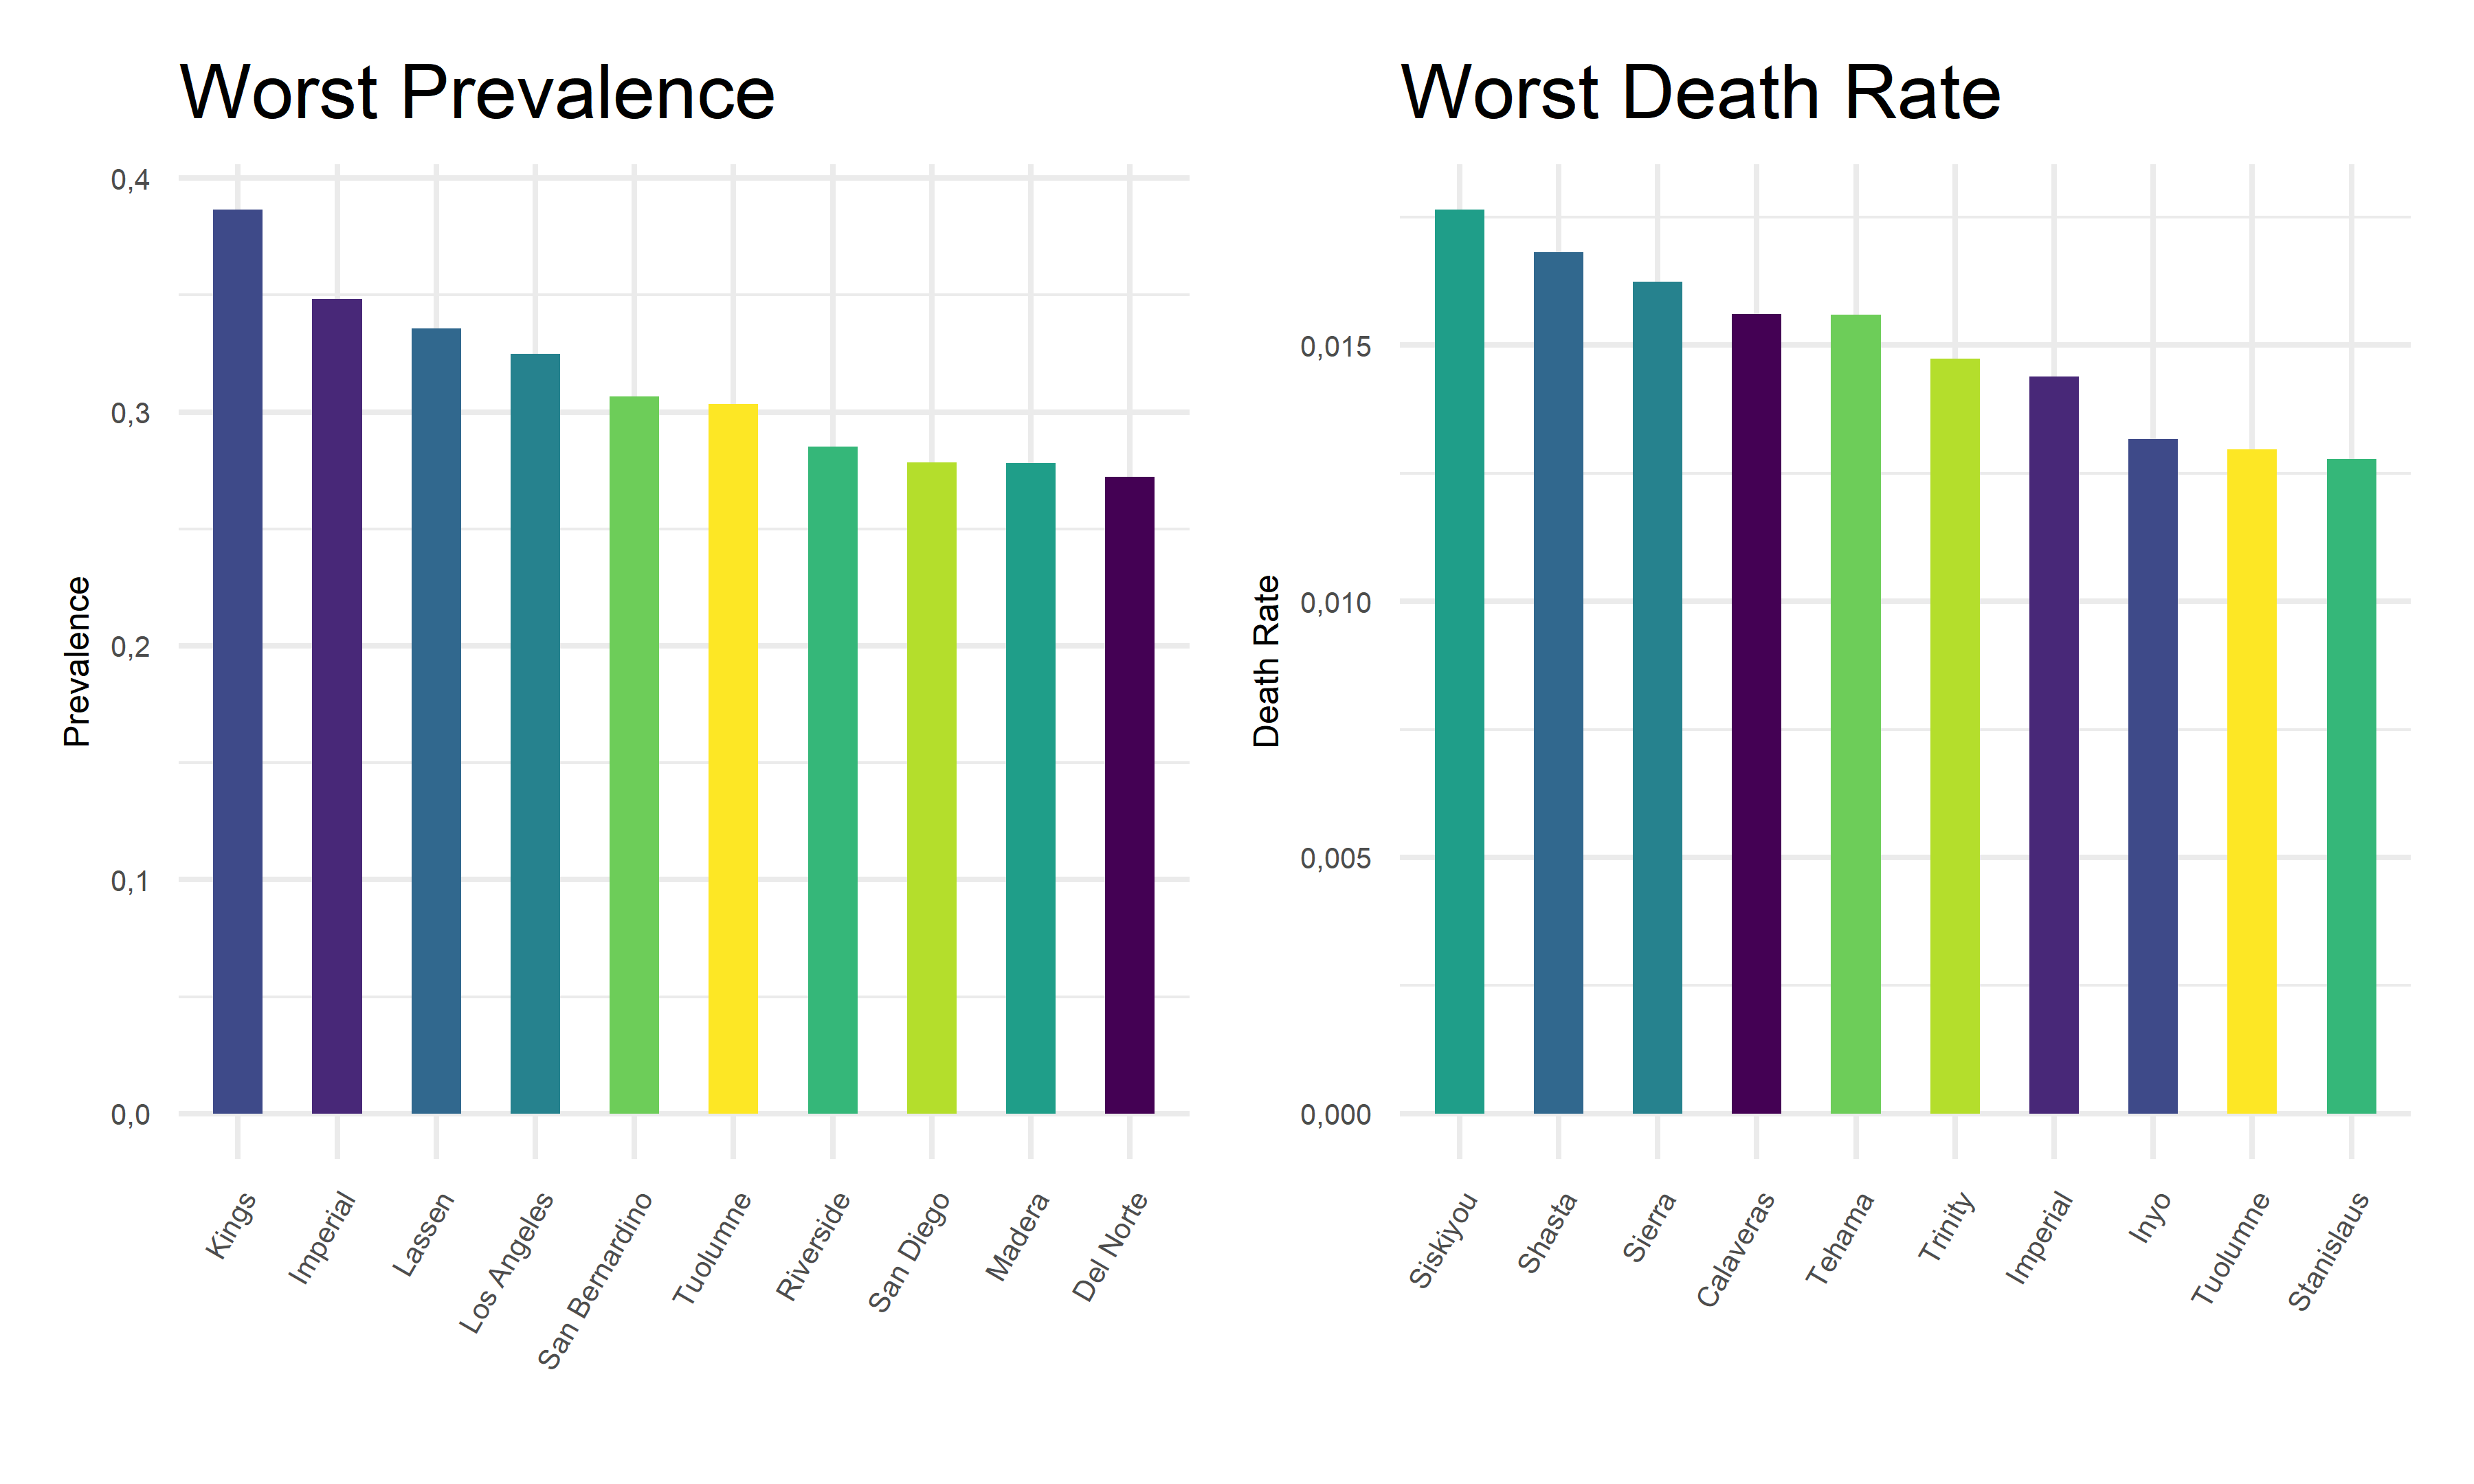 Worst Prevalence
Prevalence
0,4
0,3
0,2
0,1
0,0
Kings
Imperial
Lassen
Los Angeles
San Bernardino
Tuolumne
Riverside
San Diego
Madera
Del Norte
Worst Death Rate
Death Rate
0,015
0,010
0,005
0,000
Siskiyou
Shasta
Sierra
Calaveras
Tehama
Trinity
Imperial
Inyo
Tuolumne
Stanislaus